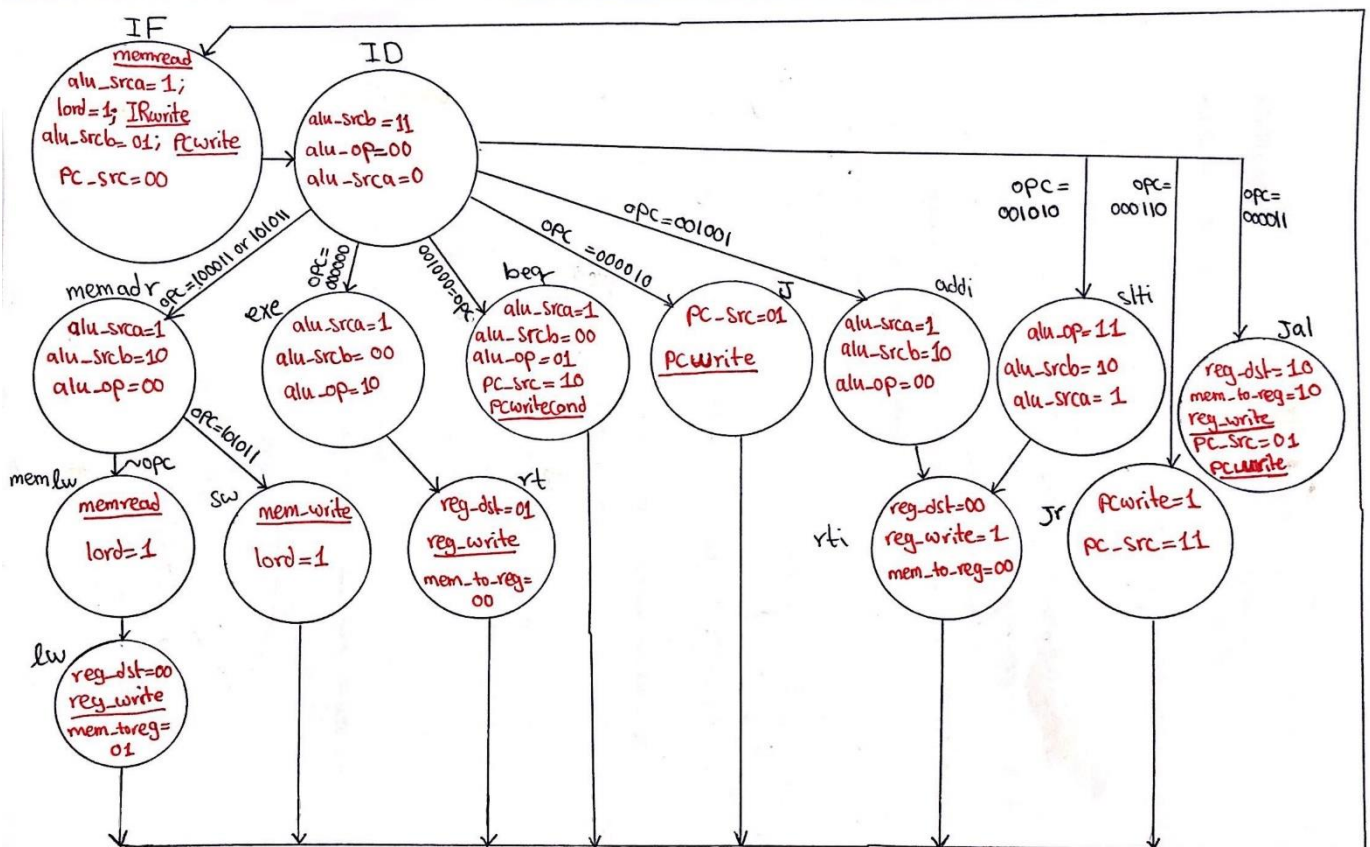 IF
memread
alu_srca=1;
Iord=1; IRwrite
alu_srcb=01; PCwrite
PC_src=00
ID
alu_srcb=11
alu_op=00
alu_srca=0
opc=100011 or 101011
opc=
000000
001000=opc
opc=000010
opc=001001
opc=
001010
opc=
000110
opc=
000011
memadr
alu_srca=1
alu_srcb=10
alu_op=00
exe
alu_srca=1
alu_srcb=00
alu_op=10
beq
alu_srca=1
alu_srcb=00
alu_op=01
PC_src=10
PCwriteCond
J
PC_src=01
PCWrite
addi
alu_srca=1
alu_srcb=10
alu_op=00
slti
alu_op=11
alu_srcb=10
alu_srca=1
Jal
reg_dst=10
mem_to_reg=10
reg_write
PC_src=01
PCwrite
~opc
opc=101011
memlw
memread
Iord=1
sw
mem_write
Iord=1
rt
reg_dst=01
reg_write
mem_to_reg=
00
rti
reg_dst=00
reg_write=1
mem_to_reg=00
Jr
PCwrite=1
PC_src=11
lw
reg_dst=00
reg_write
mem_toreg=
01